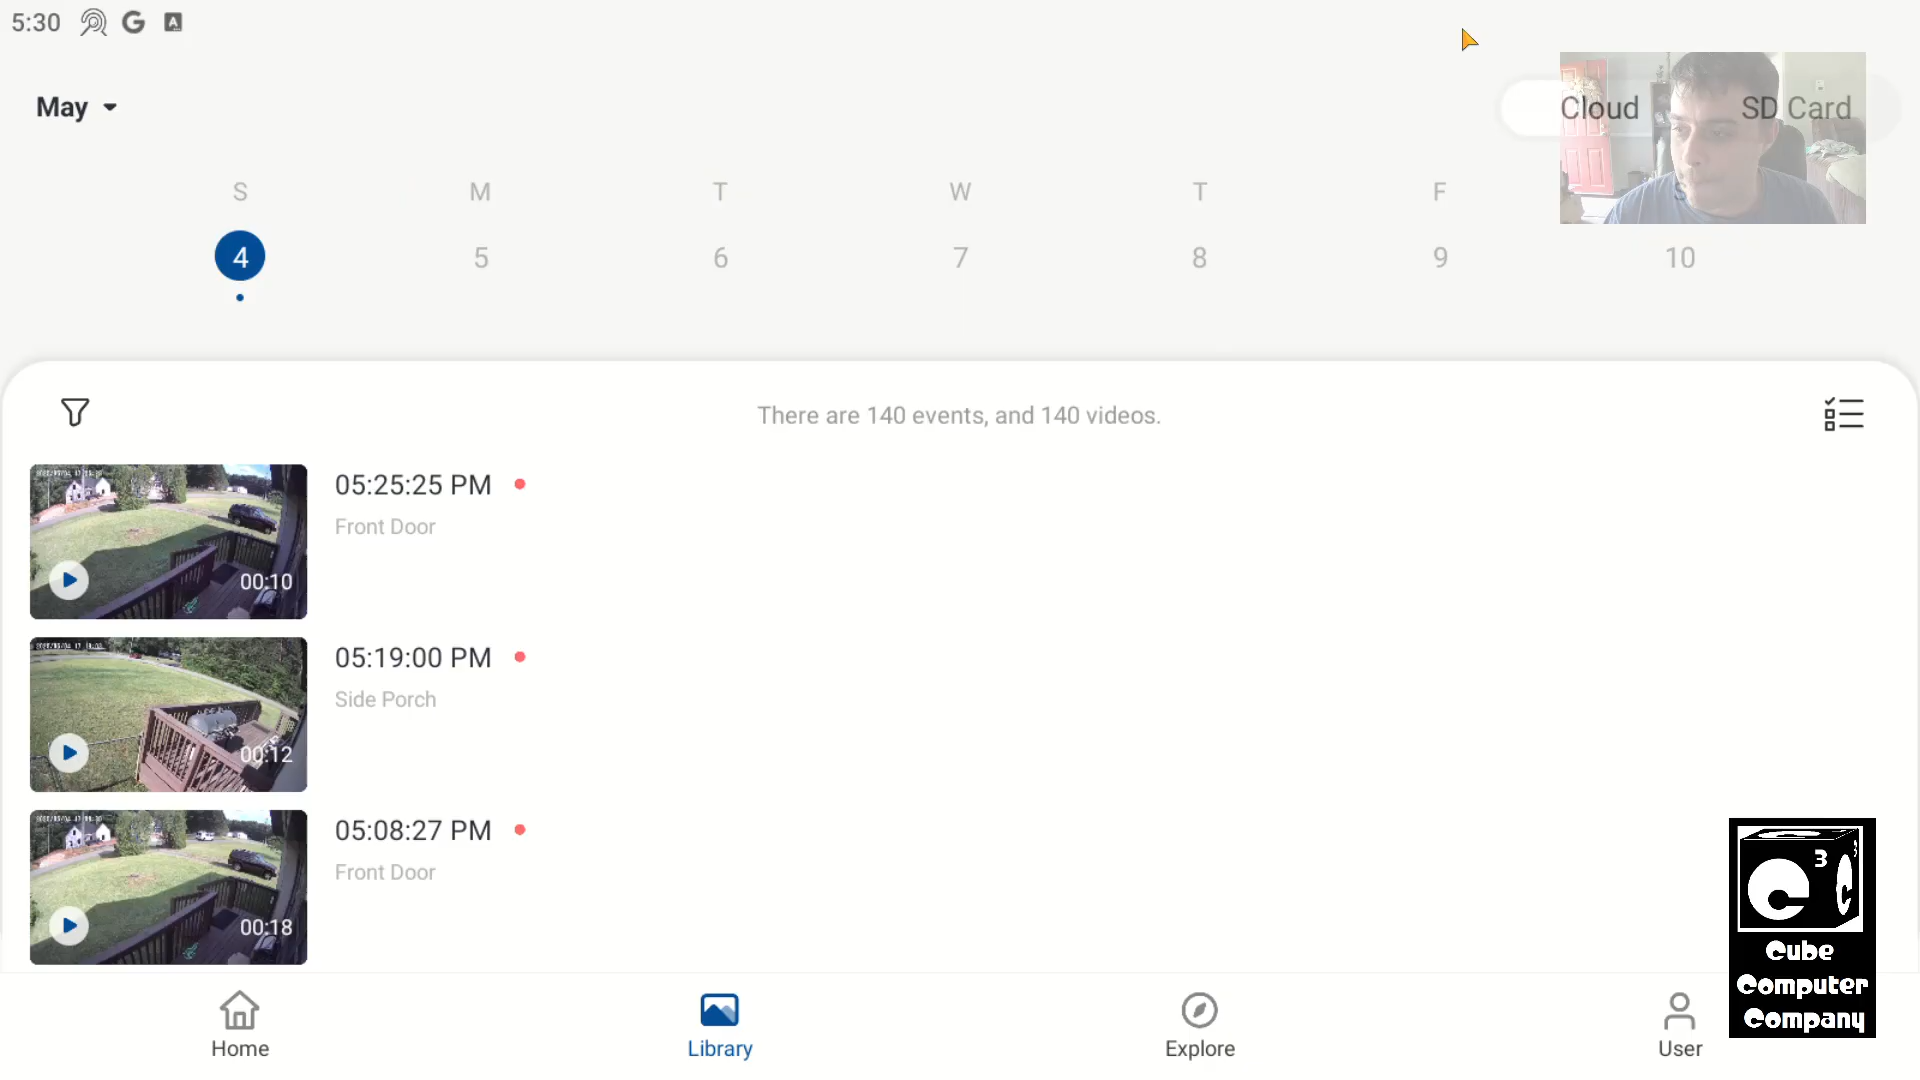 5:30
May
Cloud
SD Card
S M T W T F
4 5 6 7 8 9 10
There are 140 events, and 140 videos.
05:25:25 PM
Front Door
00:10
05:19:00 PM
Side Porch
00:12
05:08:27 PM
Front Door
00:18
C 3
C 3
Cube
Computer
Company
Home
Library
Explore
User